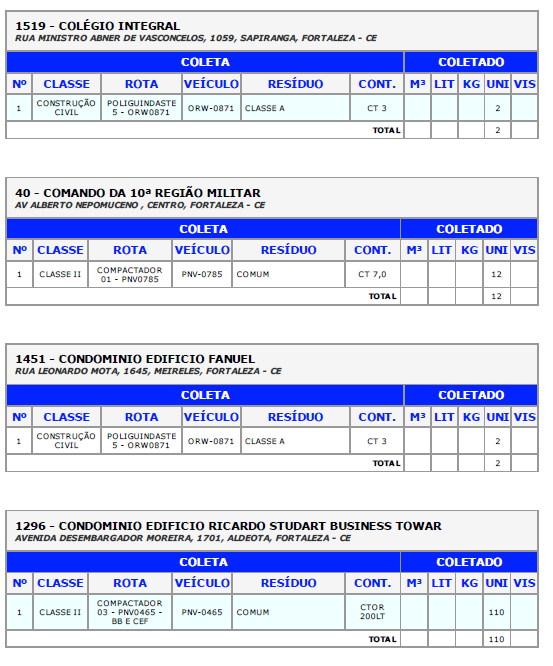 1519 - COLÉGIO INTEGRAL
RUA MINISTRO ABNER DE VASCONCELOS, 1059, SAPIRANGA, FORTALEZA - CE
COLETA COLETADO
Nº CLASSE ROTA VEÍCULO RESÍDUO CONT. M³ LIT KG UNI VIS
1 CONSTRUÇÃO CIVIL POLIGUINDASTE 5 - ORW0871 ORW-0871 CLASSE A CT 3 2
TOTAL 2
40 - COMANDO DA 10ª REGIÃO MILITAR
AV ALBERTO NEPOMUCENO , CENTRO, FORTALEZA - CE
COLETA COLETADO
Nº CLASSE ROTA VEÍCULO RESÍDUO CONT. M³ LIT KG UNI VIS
1 CLASSE II COMPACTADOR 01 - PNV0785 PNV-0785 COMUM CT 7,0 12
TOTAL 12
1451 - CONDOMINIO EDIFICIO FANUEL
RUA LEONARDO MOTA, 1645, MEIRELES, FORTALEZA - CE
COLETA COLETADO
Nº CLASSE ROTA VEÍCULO RESÍDUO CONT. M³ LIT KG UNI VIS
1 CONSTRUÇÃO CIVIL POLIGUINDASTE 5 - ORW0871 ORW-0871 CLASSE A CT 3 2
TOTAL 2
1296 - CONDOMINIO EDIFICIO RICARDO STUDART BUSINESS TOWAR
AVENIDA DESEMBARGADOR MOREIRA, 1701, ALDEOTA, FORTALEZA - CE
COLETA COLETADO
Nº CLASSE ROTA VEÍCULO RESÍDUO CONT. M³ LIT KG UNI VIS
1 CLASSE II COMPACTADOR 03 - PNV0465 - BB E CEF PNV-0465 COMUM CTOR 200LT 110
TOTAL 110